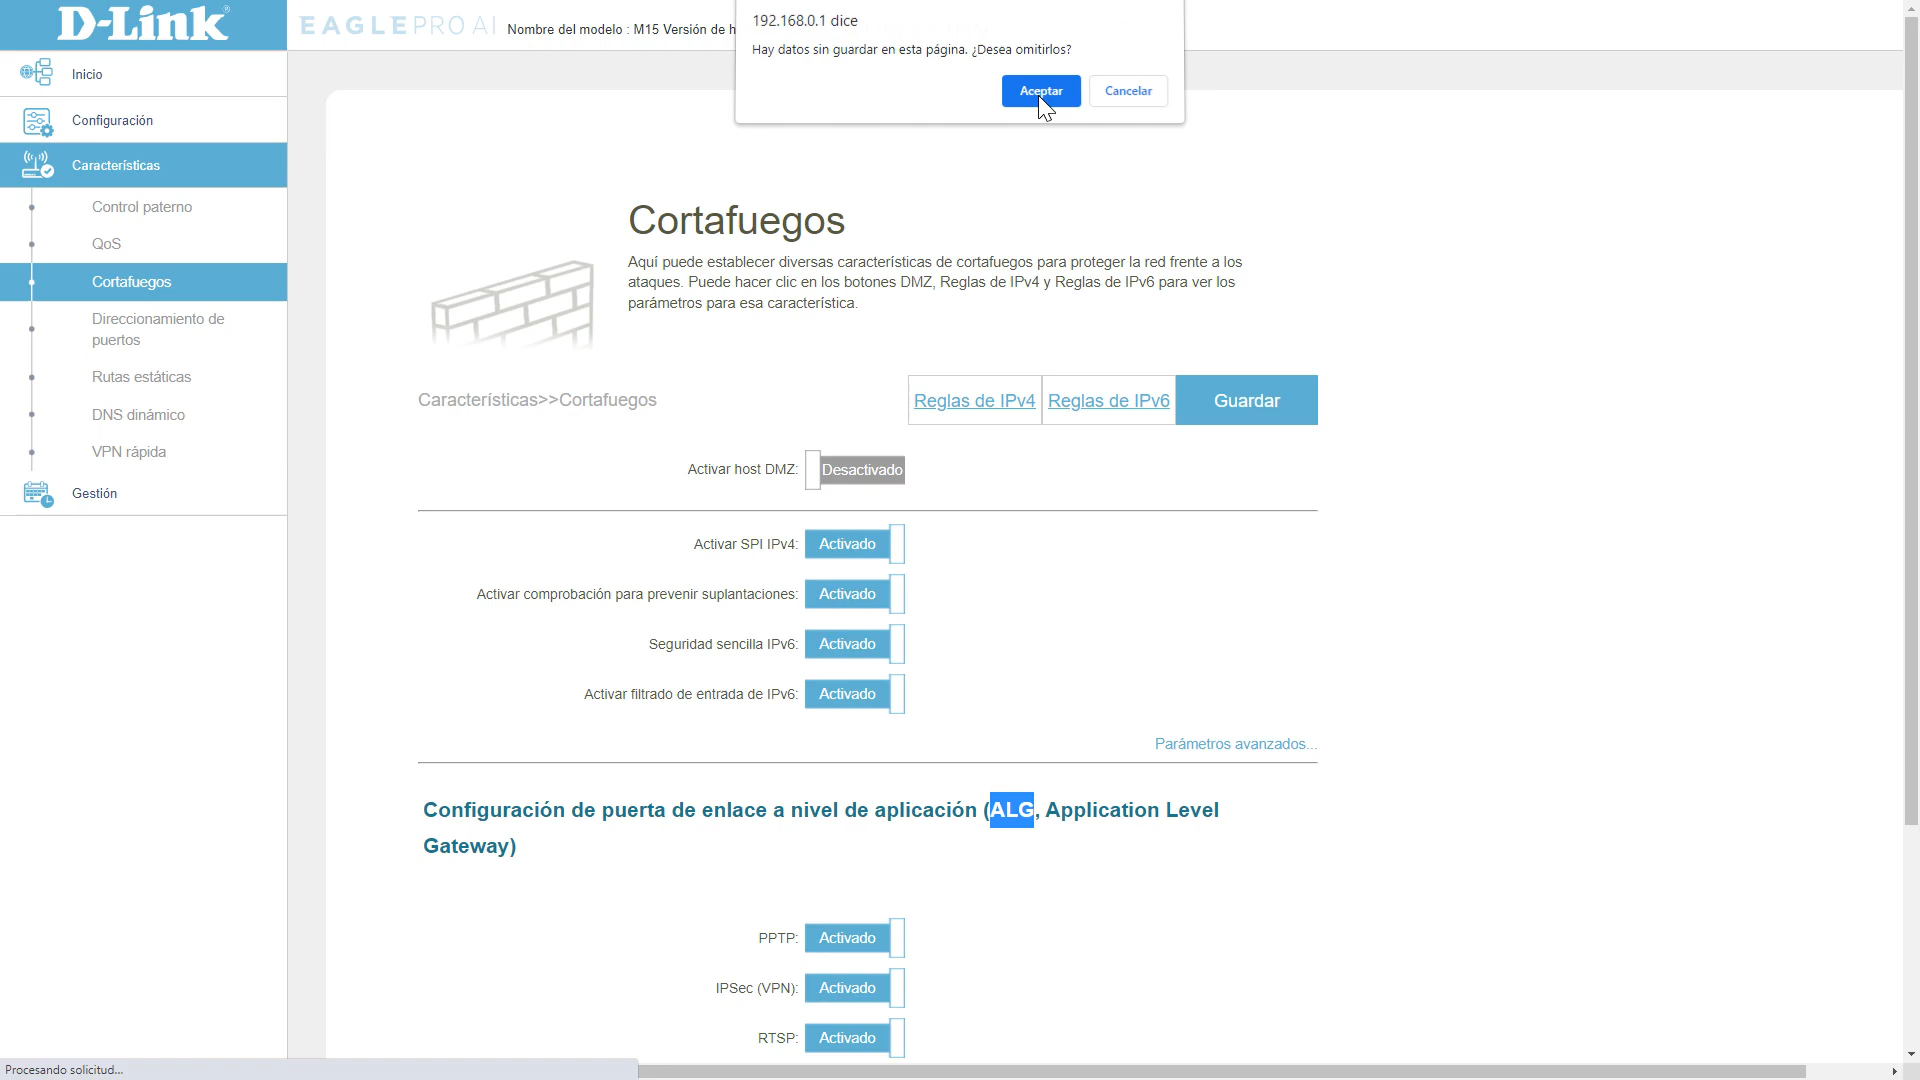 D-Link®
EAGLE PRO AI
Nombre del modelo : M15 Versión de h
192.168.0.1 dice
Hay datos sin guardar en esta página. ¿Desea omitirlos?
Aceptar
Cancelar
Inicio
Configuración
Características
Control paterno
QoS
Cortafuegos
Direccionamiento de
puertos
Rutas estáticas
DNS dinámico
VPN rápida
Gestión
Cortafuegos
Aquí puede establecer diversas características de cortafuegos para proteger la red frente a los
ataques. Puede hacer clic en los botones DMZ, Reglas de IPv4 y Reglas de IPv6 para ver los
parámetros para esa característica.
Características>>Cortafuegos
Reglas de IPv4
Reglas de IPv6
Guardar
Activar host DMZ: Desactivado
Activar SPI IPv4: Activado
Activar comprobación para prevenir suplantaciones: Activado
Seguridad sencilla IPv6: Activado
Activar filtrado de entrada de IPv6: Activado
Parámetros avanzados...
Configuración de puerta de enlace a nivel de aplicación (ALG, Application Level
Gateway)
PPTP: Activado
IPSec (VPN): Activado
RTSP: Activado
Procesando solicitud...